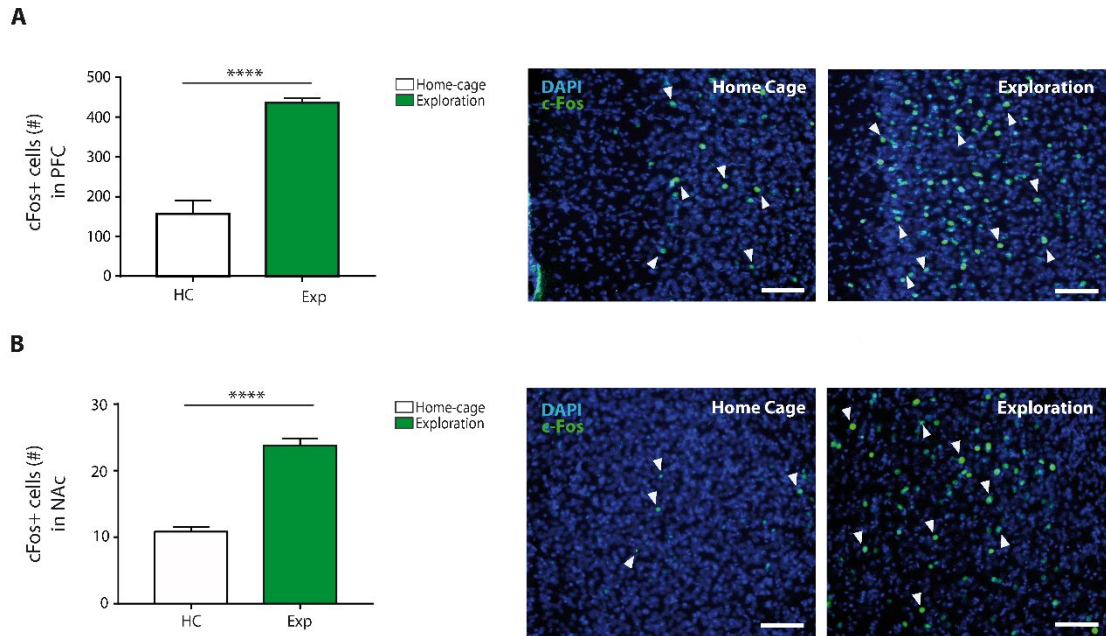 A
cFos+ cells (#)
in PFC
500
400
300
200
100
0
****
HC
Exp
Home-cage
Exploration
DAPI
c-Fos
Home Cage
Exploration
B
cFos+ cells (#)
in NAc
30
20
10
0
****
HC
Exp
Home-cage
Exploration
DAPI
c-Fos
Home Cage
Exploration